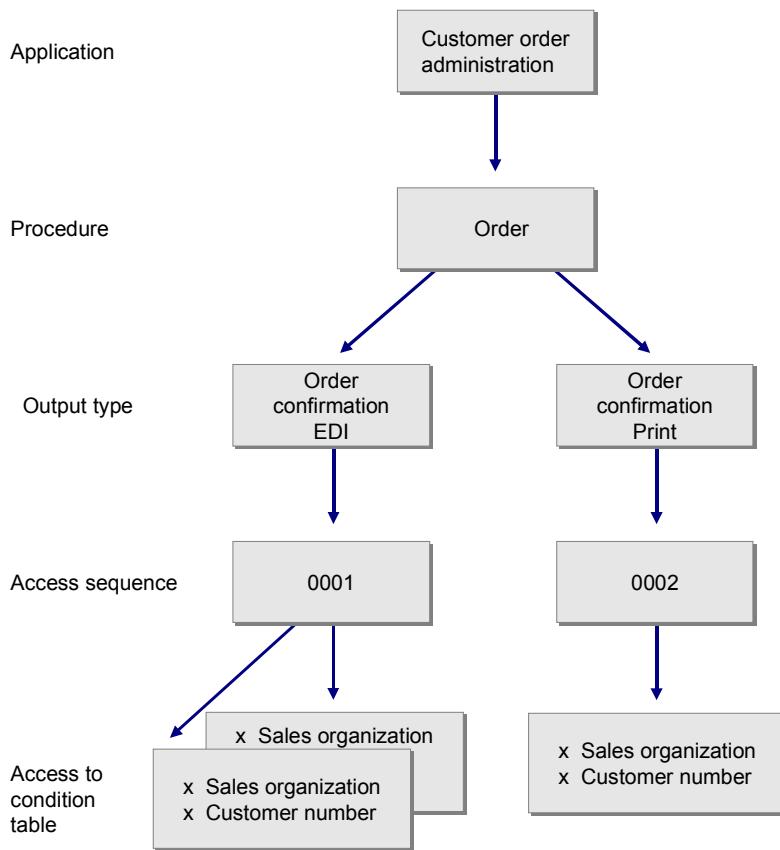 Application
Customer order
administration
Procedure
Order
Output type
Order
confirmation
EDI
Order
confirmation
Print
Access sequence
0001
0002
Access to
condition
table
x Sales organization
x Sales organization
x Customer number
x Sales organization
x Customer number